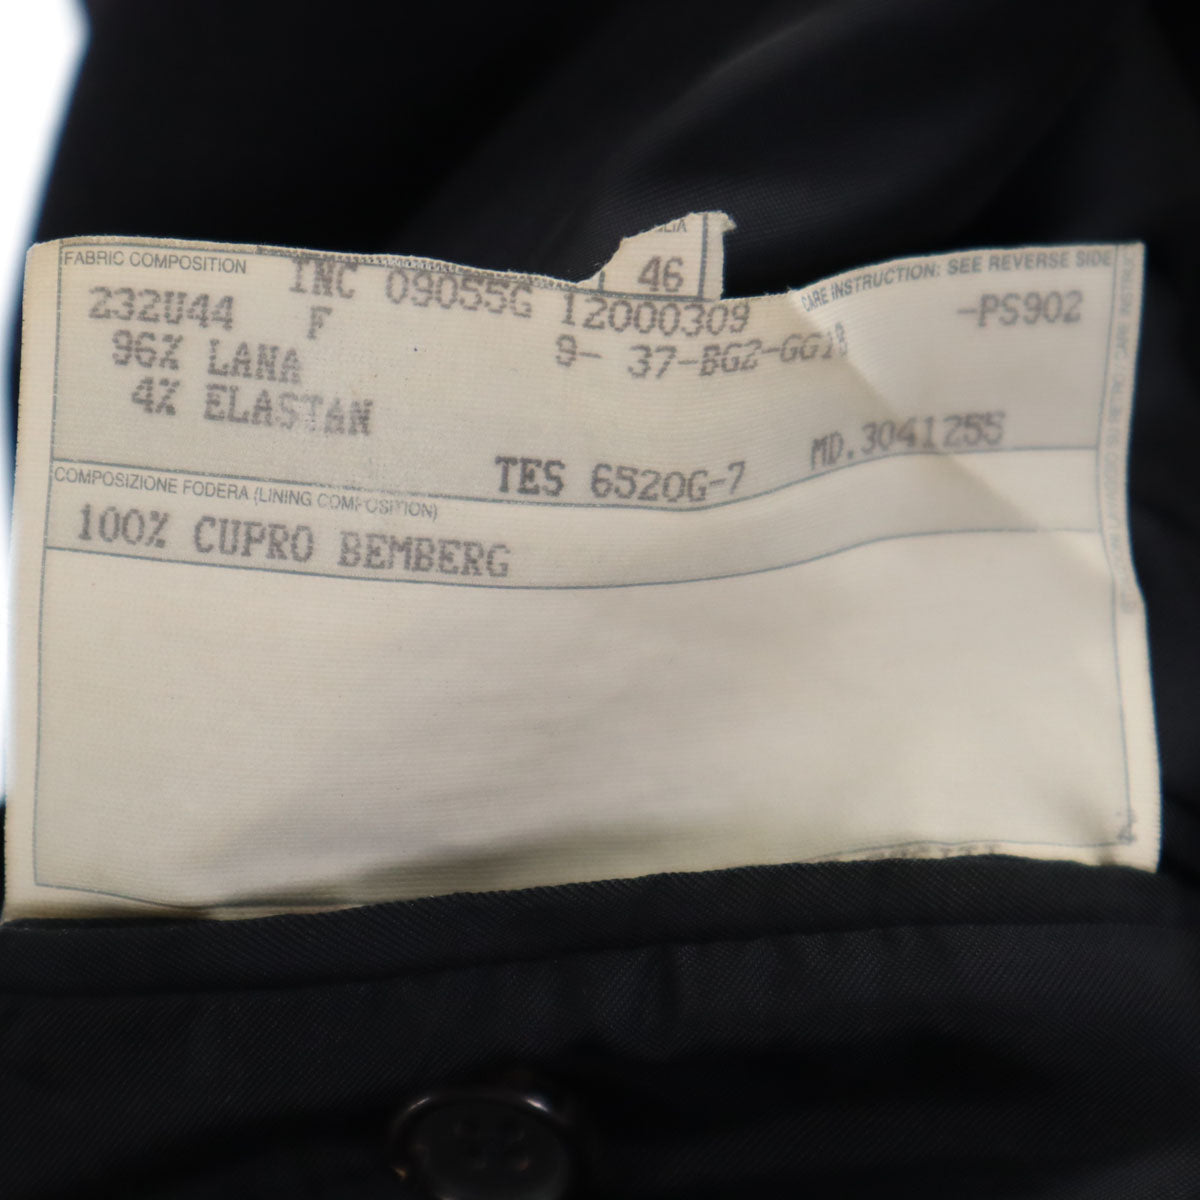 46
FABRIC COMPOSITION
CARE INSTRUCTION: SEE REVERSE SIDE
INC 09055G 12000309 -PS902
232U44 F
9- 37-BG2-GG18
96% LANA
4% ELASTAN
MD.3041255
TES 6520G-7
COMPOSIZIONE FODERA (LINING COMPOSITION)
100% CUPRO BEMBERG